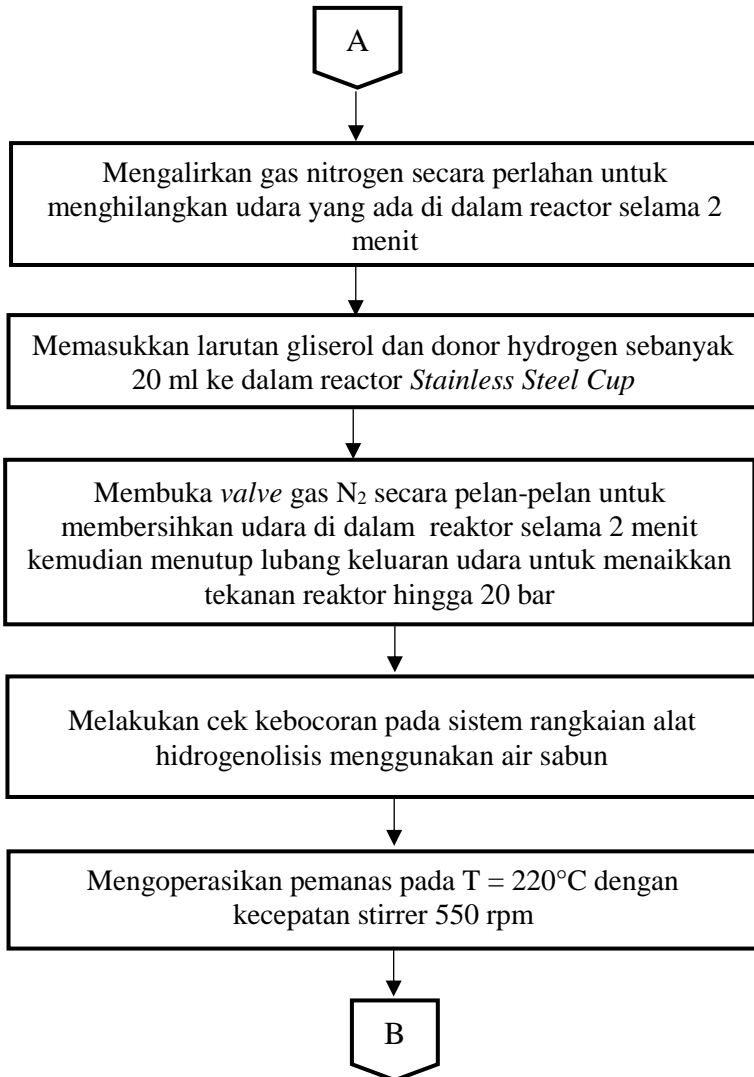 A
Mengalirkan gas nitrogen secara perlahan untuk
menghilangkan udara yang ada di dalam reactor selama 2
menit
Memasukkan larutan gliserol dan donor hydrogen sebanyak
20 ml ke dalam reactor Stainless Steel Cup
Membuka valve gas N₂ secara pelan-pelan untuk
membersihkan udara di dalam  reaktor selama 2 menit
kemudian menutup lubang keluaran udara untuk menaikkan
tekanan reaktor hingga 20 bar
Melakukan cek kebocoran pada sistem rangkaian alat
hidrogenolisis menggunakan air sabun
Mengoperasikan pemanas pada T = 220°C dengan
kecepatan stirrer 550 rpm
B